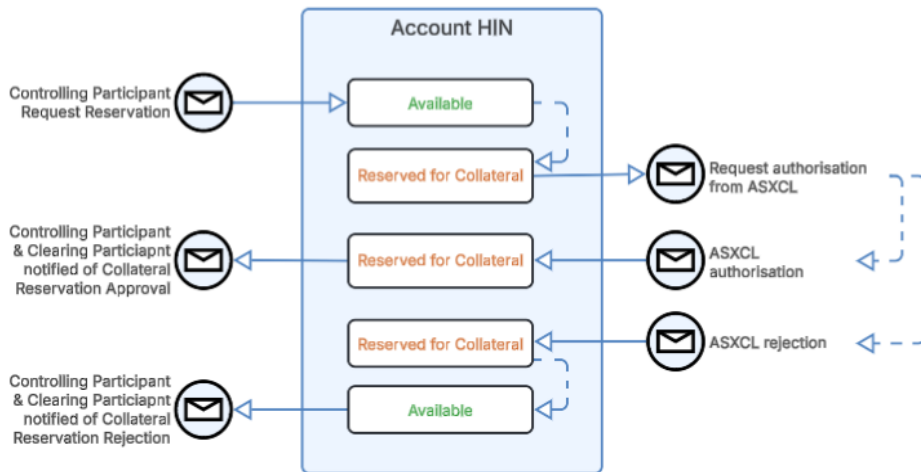 Account HIN
Controlling Participant
Request Reservation
Available
Reserved for Collateral
Request authorisation
from ASXCL
Controlling Participant
& Clearing Particiapnt
notified of Collateral
Reservation Approval
Reserved for Collateral
ASXCL
authorisation
Reserved for Collateral
ASXCL rejection
Controlling Participant
& Clearing Particiapnt
notified of Collateral
Reservation Rejection
Available